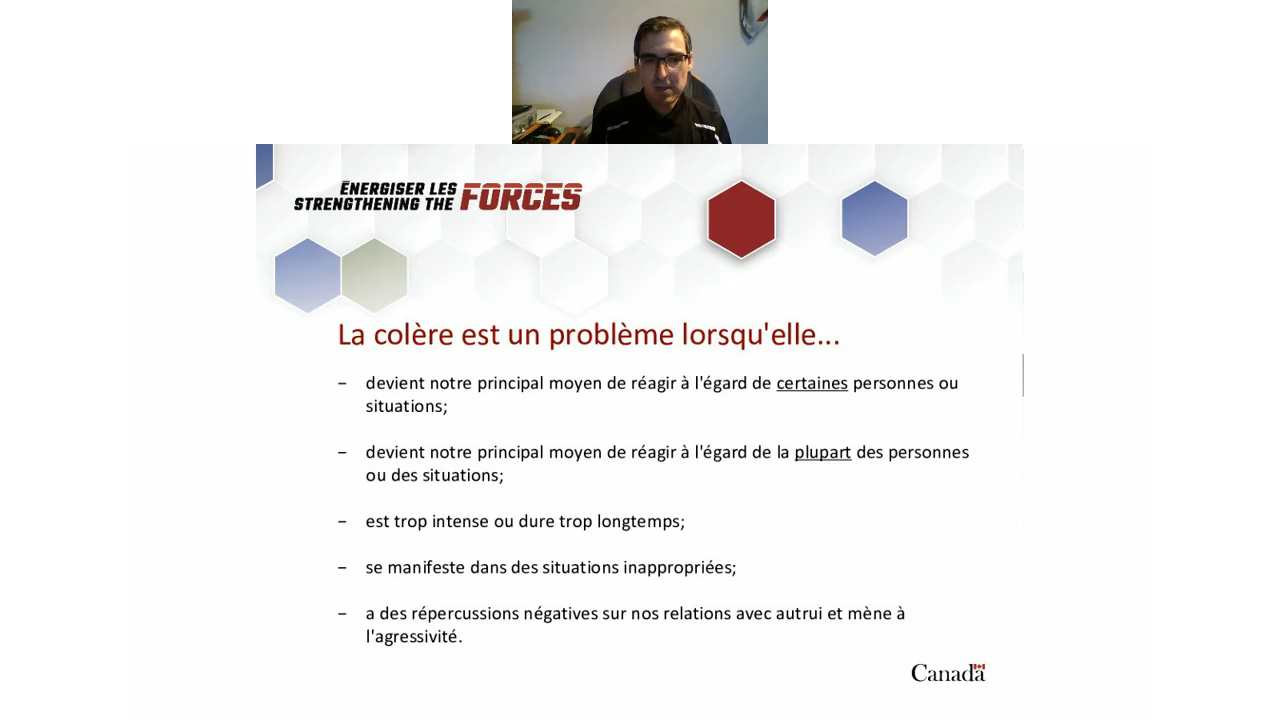 ÉNERGISER LES
STRENGTHENING THE FORCES
La colère est un problème lorsqu'elle...
– devient notre principal moyen de réagir à l'égard de certaines personnes ou
situations;
– devient notre principal moyen de réagir à l'égard de la plupart des personnes
ou des situations;
– est trop intense ou dure trop longtemps;
– se manifeste dans des situations inappropriées;
– a des répercussions négatives sur nos relations avec autrui et mène à
l'agressivité.
Canada